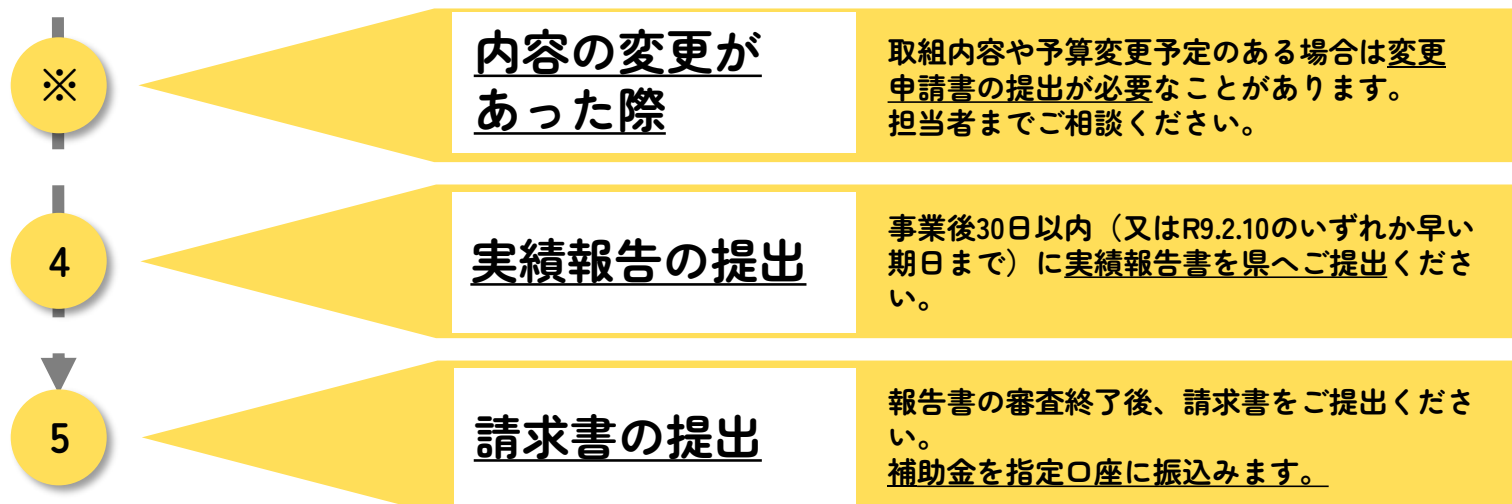 ※
内容の変更が
あった際
取組内容や予算変更予定のある場合は変更
申請書の提出が必要なことがあります。
担当者までご相談ください。
4
実績報告の提出
事業後30日以内（又はR9.2.10のいずれか早い
期日まで）に実績報告書を県へご提出くださ
い。
5
請求書の提出
報告書の審査終了後、請求書をご提出くださ
い。
補助金を指定口座に振込みます。